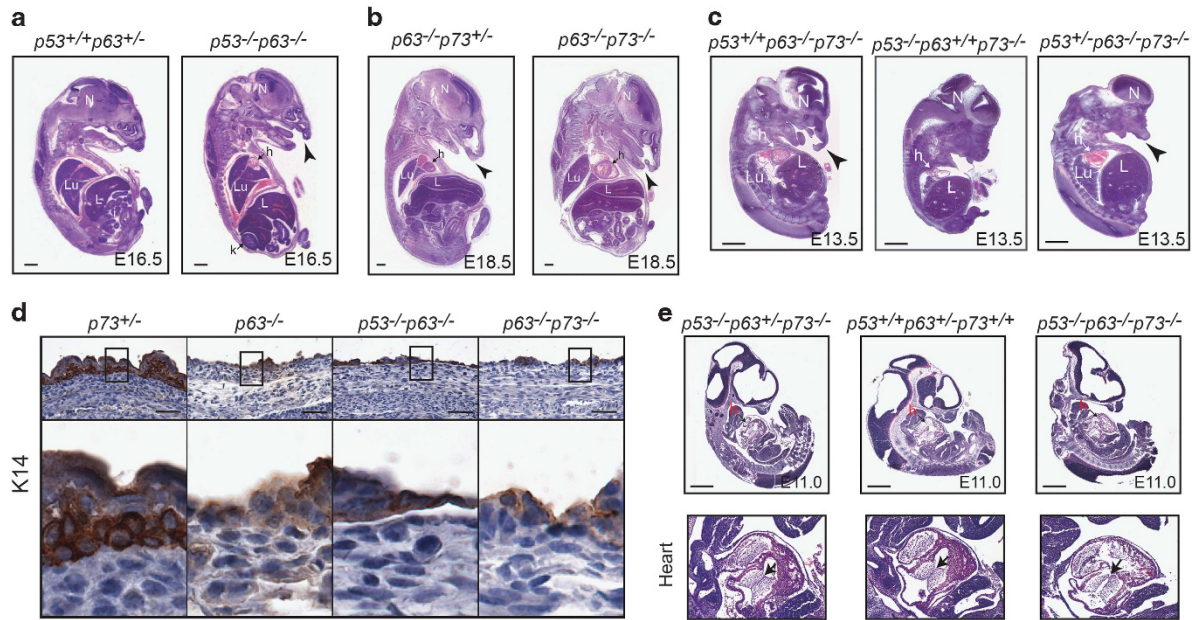 a
p53+/+p63+/-
p53-/-p63-/-
N
Lu
L
i
E16.5
N
h
Lu
L
k
E16.5
b
p63-/-p73+/-
p63-/-p73-/-
N
h
Lu
L
E18.5
N
h
Lu
L
E18.5
c
p53+/+p63-/-p73-/-
p53-/-p63+/+p73-/-
p53+/-p63-/-p73-/-
N
h
L
Lu
E13.5
N
h
L
E13.5
N
h
L
Lu
E13.5
d
p73+/-
p63-/-
p53-/-p63-/-
p63-/-p73-/-
K14
e
p53-/-p63+/-p73-/-
p53+/+p63+/-p73+/+
p53-/-p63-/-p73-/-
h
E11.0
h
E11.0
h
E11.0
Heart